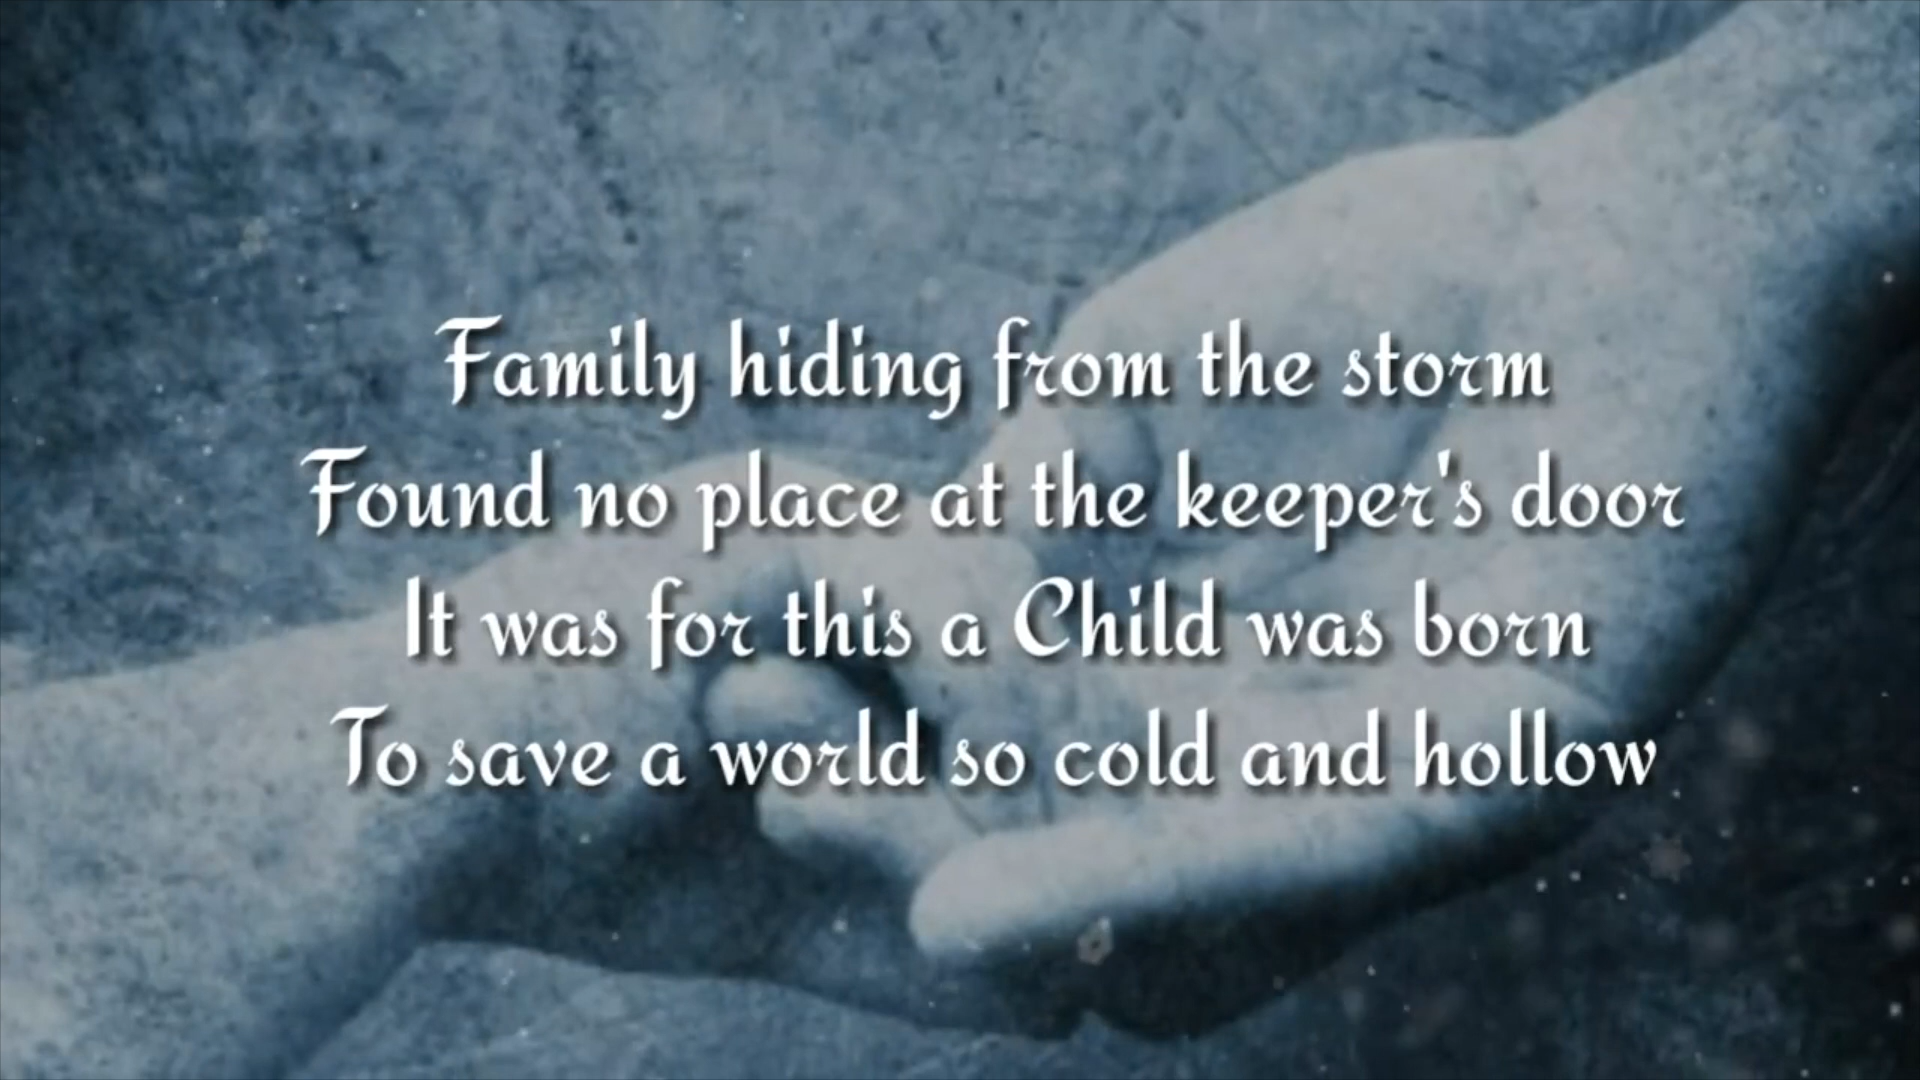 Family hiding from the storm
Found no place at the keeper's door
It was for this a Child was born
To save a world so cold and hollow